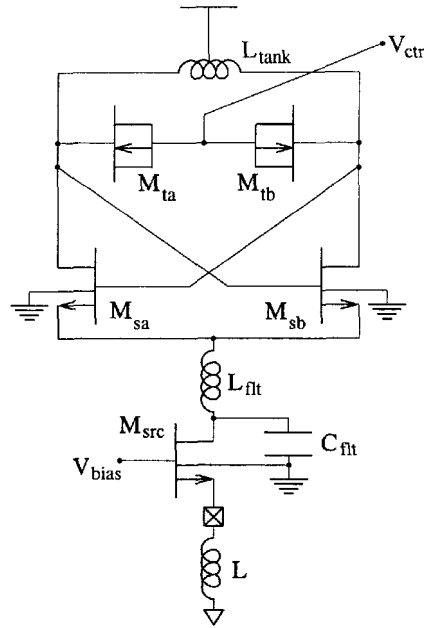 L_tank
V_ctr
M_ta
M_tb
M_sa
M_sb
L_flt
M_src
C_flt
V_bias
L